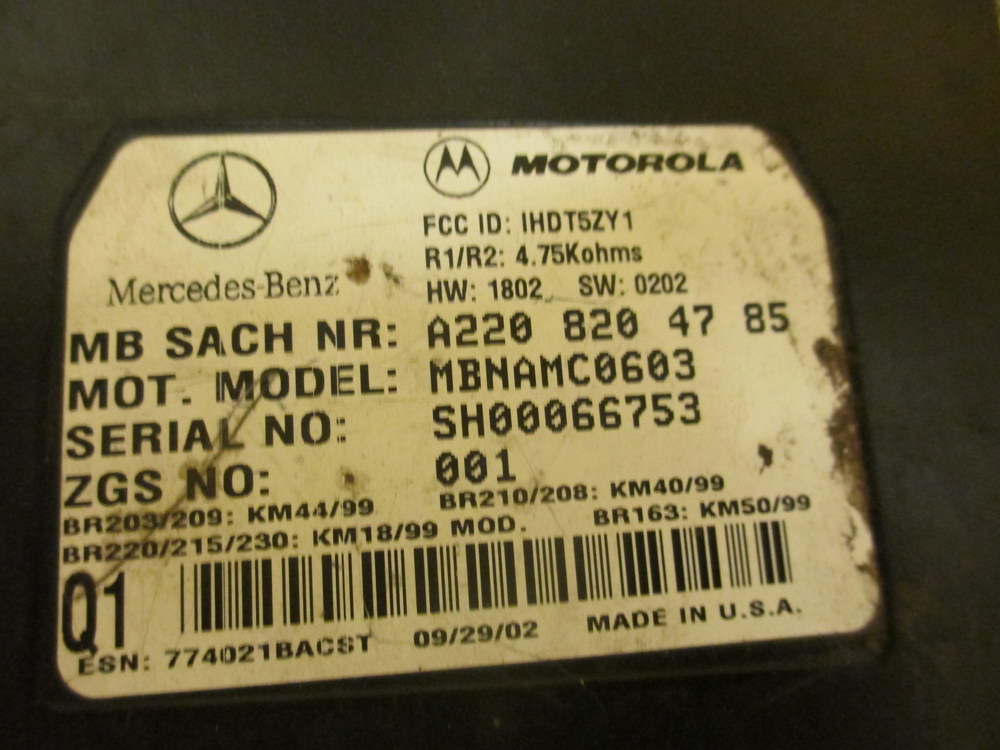 MOTOROLA
FCC ID: IHDT5ZY1
R1/R2: 4.75Kohms
Mercedes-Benz
HW: 1802 SW: 0202
MB SACH NR: A220 820 47 85
MOT. MODEL: MBNAMC0603
SERIAL NO: SH00066753
ZGS NO: 001
BR203/209: KM44/99 BR210/208: KM40/99
BR220/215/230: KM18/99 MOD. BR163: KM50/99
Q1
ESN: 774021BACST 09/29/02 MADE IN U.S.A.